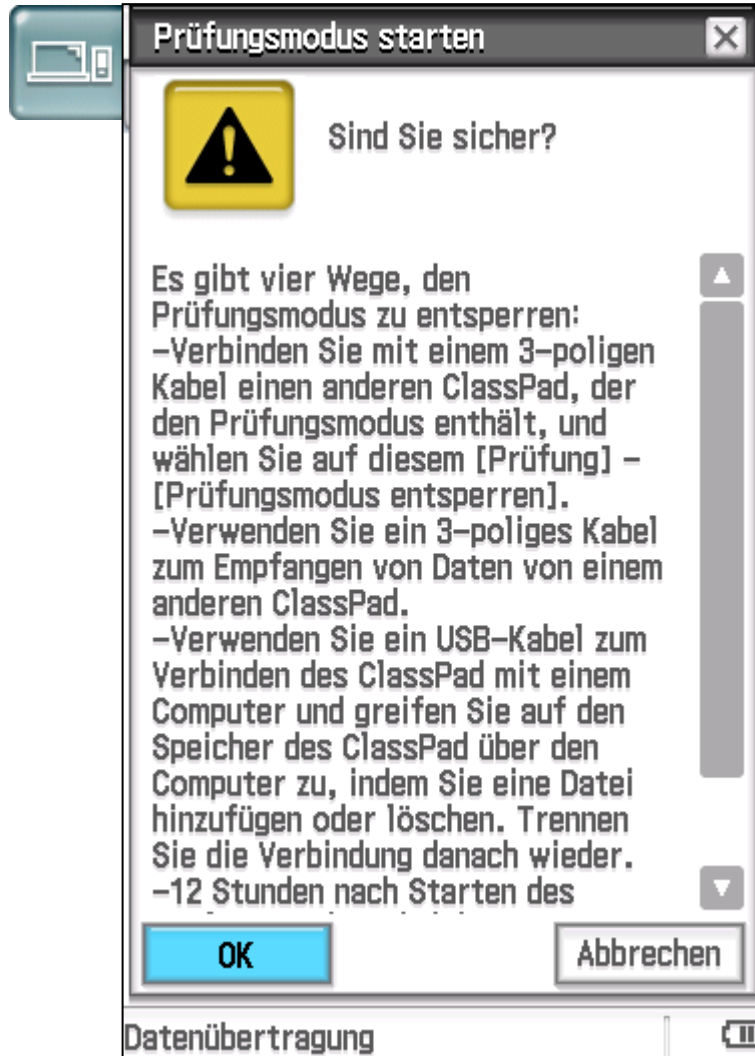 Prüfungsmodus starten
Sind Sie sicher?
Es gibt vier Wege, den
Prüfungsmodus zu entsperren:
-Verbinden Sie mit einem 3-poligen
Kabel einen anderen ClassPad, der
den Prüfungsmodus enthält, und
wählen Sie auf diesem [Prüfung] -
[Prüfungsmodus entsperren].
-Verwenden Sie ein 3-poliges Kabel
zum Empfangen von Daten von einem
anderen ClassPad.
-Verwenden Sie ein USB-Kabel zum
Verbinden des ClassPad mit einem
Computer und greifen Sie auf den
Speicher des ClassPad über den
Computer zu, indem Sie eine Datei
hinzufügen oder löschen. Trennen
Sie die Verbindung danach wieder.
-12 Stunden nach Starten des
OK
Abbrechen
Datenübertragung